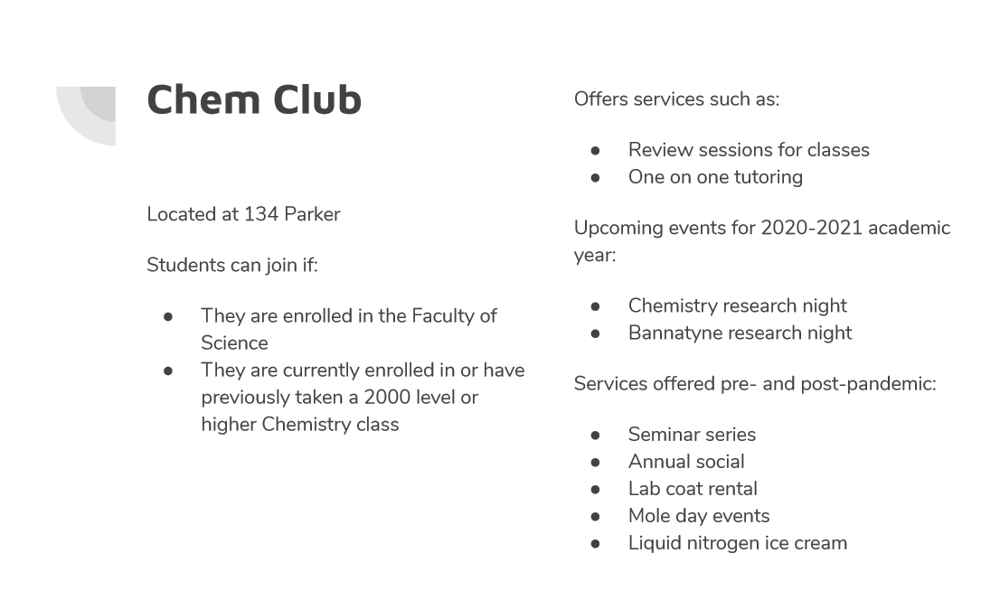 Chem Club
Located at 134 Parker
Students can join if:
● They are enrolled in the Faculty of
Science
● They are currently enrolled in or have
previously taken a 2000 level or
higher Chemistry class
Offers services such as:
● Review sessions for classes
● One on one tutoring
Upcoming events for 2020-2021 academic
year:
● Chemistry research night
● Bannatyne research night
Services offered pre- and post-pandemic:
● Seminar series
● Annual social
● Lab coat rental
● Mole day events
● Liquid nitrogen ice cream